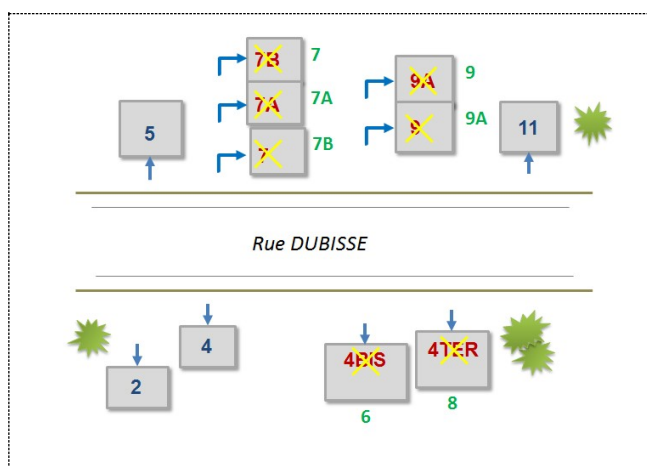 7B 7
7A 7A
7 7B
9A 9
9 9A
5
11
Rue DUBISSE
2
4
4BIS
6
4TER
8